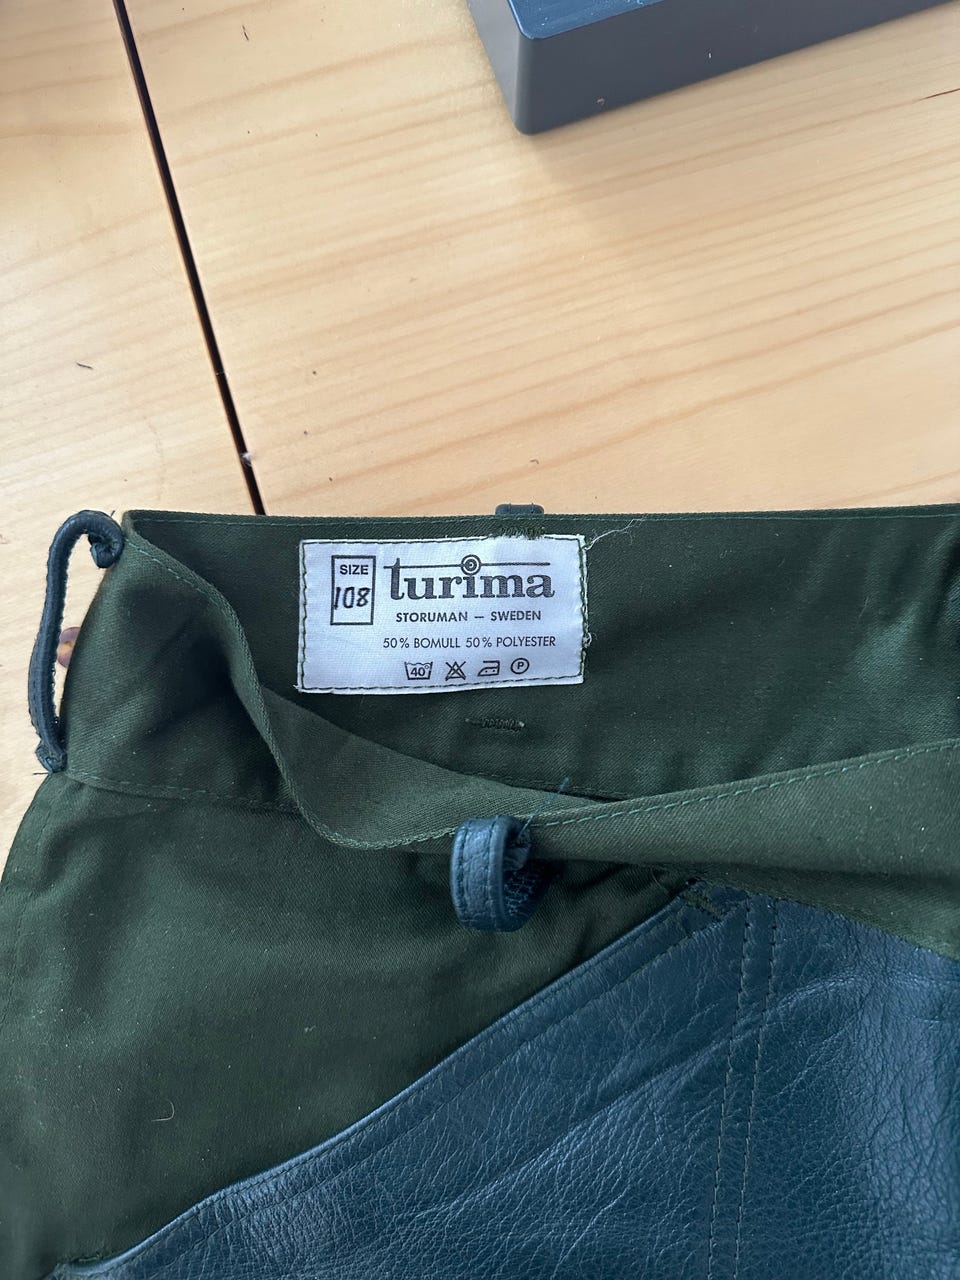 SIZE
108
turima
STORUMAN – SWEDEN
50% BOMULL 50% POLYESTER
40° P